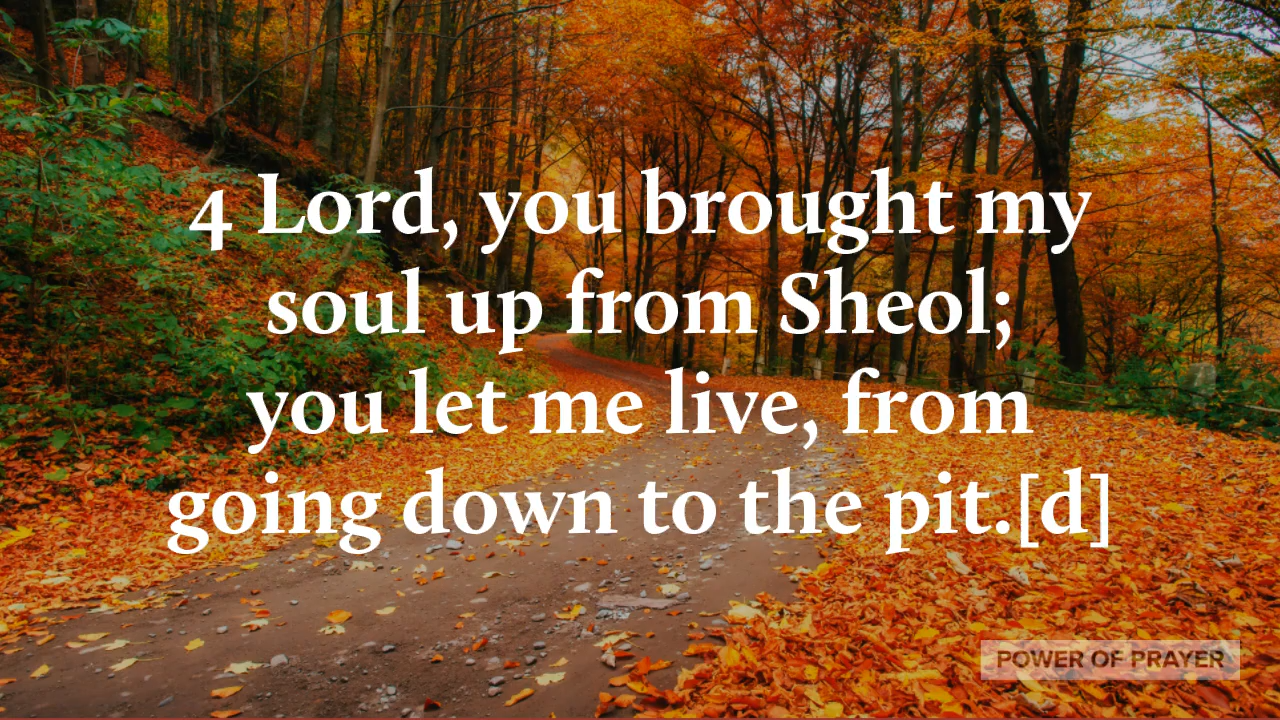 4 Lord, you brought my
soul up from Sheol;
you let me live, from
going down to the pit.[d]
POWER OF PRAYER